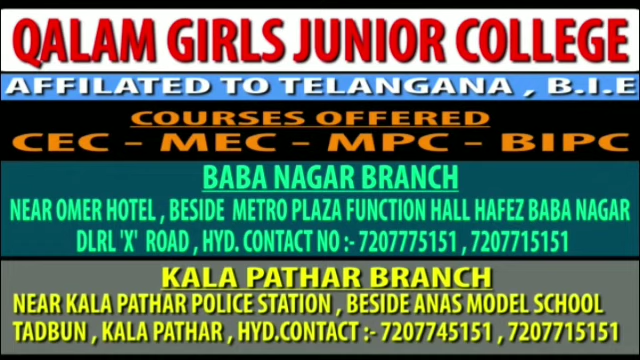 QALAM GIRLS JUNIOR COLLEGE
AFFILATED TO TELANGANA , B.I.E
COURSES OFFERED
CEC - MEC - MPC - BIPC
BABA NAGAR BRANCH
NEAR OMER HOTEL , BESIDE METRO PLAZA FUNCTION HALL HAFEZ BABA NAGAR
DLRL 'X' ROAD , HYD. CONTACT NO :- 7207775151 , 7207715151
KALA PATHAR BRANCH
NEAR KALA PATHAR POLICE STATION , BESIDE ANAS MODEL SCHOOL
TADBUN , KALA PATHAR , HYD.CONTACT :- 7207745151 , 7207715151